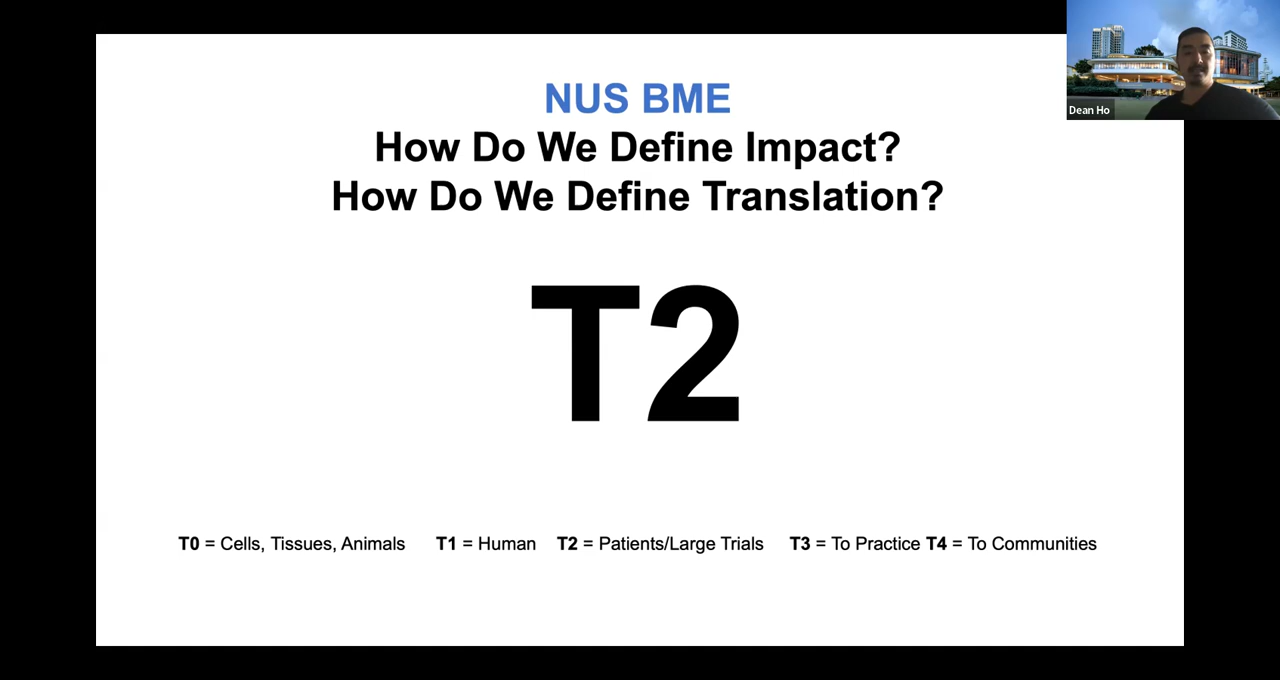 NUS BME
How Do We Define Impact?
How Do We Define Translation?
T2
T0 = Cells, Tissues, Animals T1 = Human T2 = Patients/Large Trials T3 = To Practice T4 = To Communities
Dean Ho